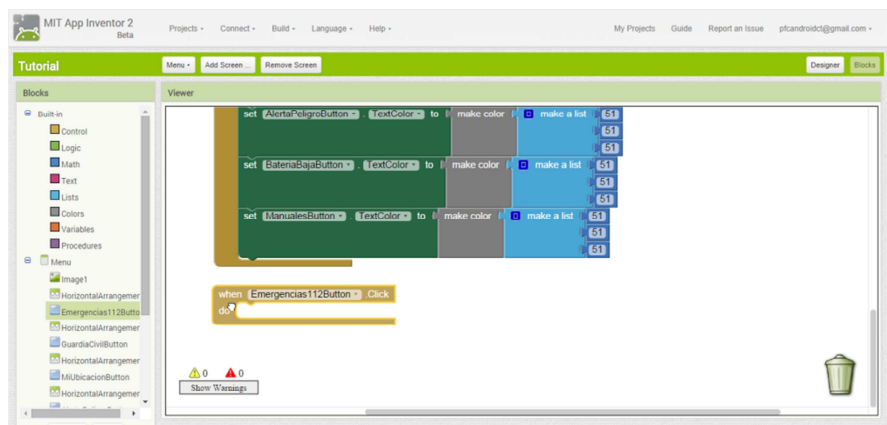 MIT App Inventor 2
Beta
Projects Connect Build Language Help
My Projects Guide Report an Issue pfcandroidct@gmail.com
Tutorial
Menu Add Screen ... Remove Screen
Designer Blocks
Blocks
Viewer
Built-in
Control
Logic
Math
Text
Lists
Colors
Variables
Procedures
Menu
Image1
HorizontalArrangemer
Emergencias112Butto
HorizontalArrangemer
GuardiaCivilButton
HorizontalArrangemer
MiUbicacionButton
HorizontalArrangemer
set AlertaPeligroButton . TextColor to make color make a list 51
51
51
set BateriaBajaButton . TextColor to make color make a list 51
51
51
set ManualesButton . TextColor to make color make a list 51
51
51
when Emergencias112Button .Click
do
0 0
Show Warnings